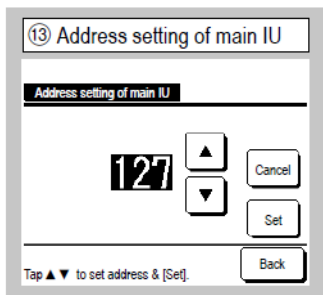 ⑬ Address setting of main IU
Address setting of main IU
127
▲
▼
Cancel
Set
Back
Tap ▲ ▼ to set address & [Set].